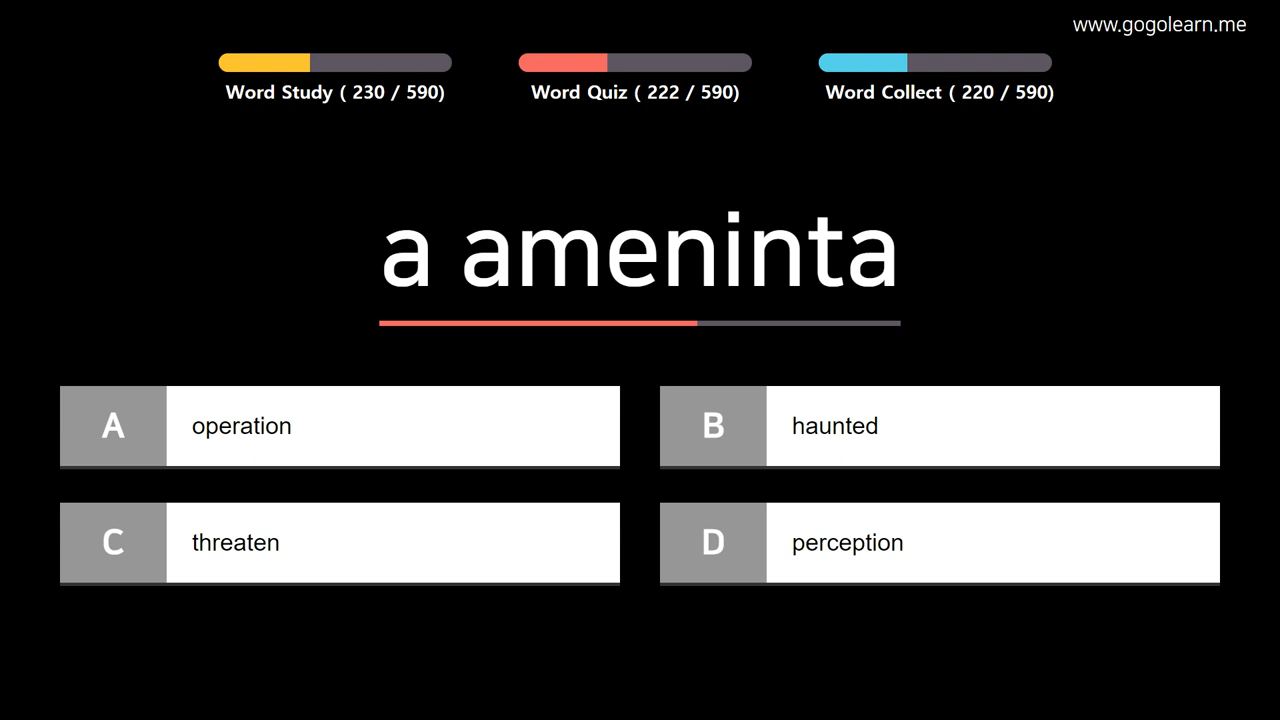 www.gogolearn.me
Word Study ( 230 / 590)
Word Quiz ( 222 / 590)
Word Collect ( 220 / 590)
a ameninta
A operation
B haunted
C threaten
D perception